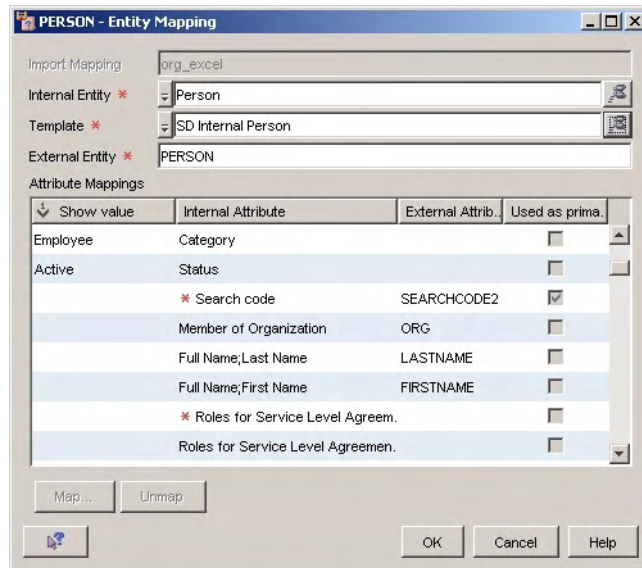 PERSON - Entity Mapping
Import Mapping org_excel
Internal Entity * Person
Template * SD Internal Person
External Entity * PERSON
Attribute Mappings
Show value Internal Attribute External Attrib.. Used as prima.
Employee Category
Active Status
* Search code SEARCHCODE2
Member of Organization ORG
Full Name;Last Name LASTNAME
Full Name;First Name FIRSTNAME
* Roles for Service Level Agreem.
Roles for Service Level Agreemen.
Map... Unmap
OK Cancel Help